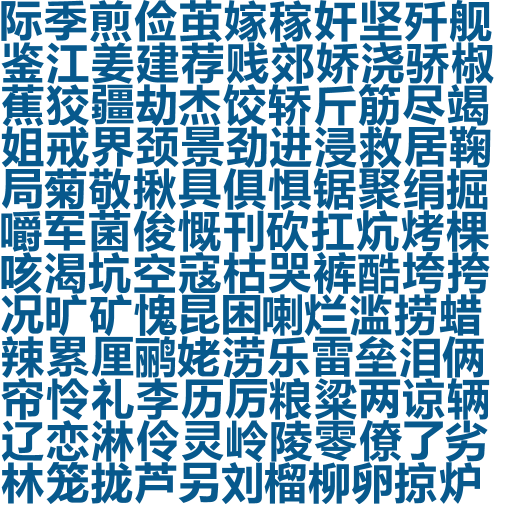 际季煎俭茧嫁稼奸坚歼舰
鉴江姜建荐贱郊娇浇骄椒
蕉狡疆劫杰饺轿斤筋尽竭
姐戒界颈景劲进浸救居鞠
局菊敬揪具俱惧锯聚绢掘
嚼军菌俊慨刊砍扛炕烤棵
咳渴坑空寇枯哭裤酷垮挎
况旷矿愧昆困喇烂滥捞蜡
辣累厘鹂姥涝乐雷垒泪俩
帘怜礼李历厉粮粱两谅辆
辽恋淋伶灵岭陵零僚了劣
林笼拢芦另刘榴柳卵掠炉